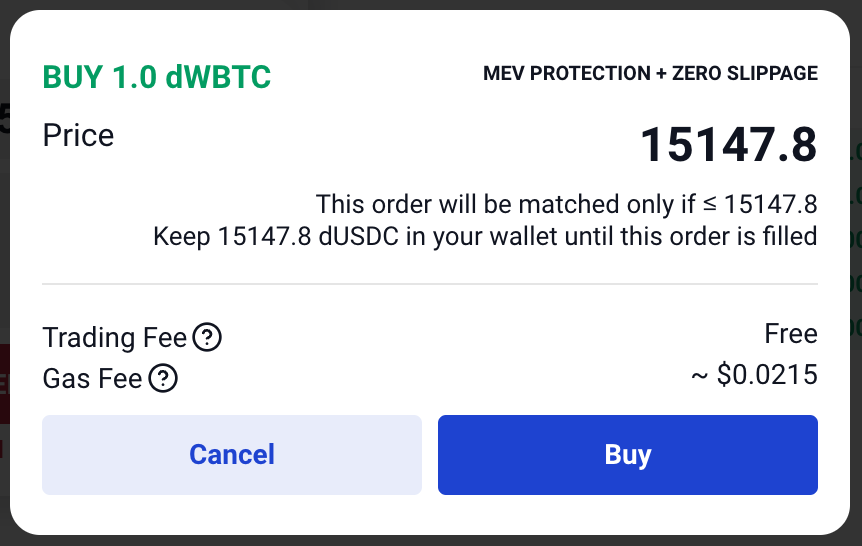 BUY 1.0 dWBTC
MEV PROTECTION + ZERO SLIPPAGE
Price
15147.8
This order will be matched only if ≤ 15147.8
Keep 15147.8 dUSDC in your wallet until this order is filled
Trading Fee ?
Free
Gas Fee ?
~ $0.0215
Cancel
Buy